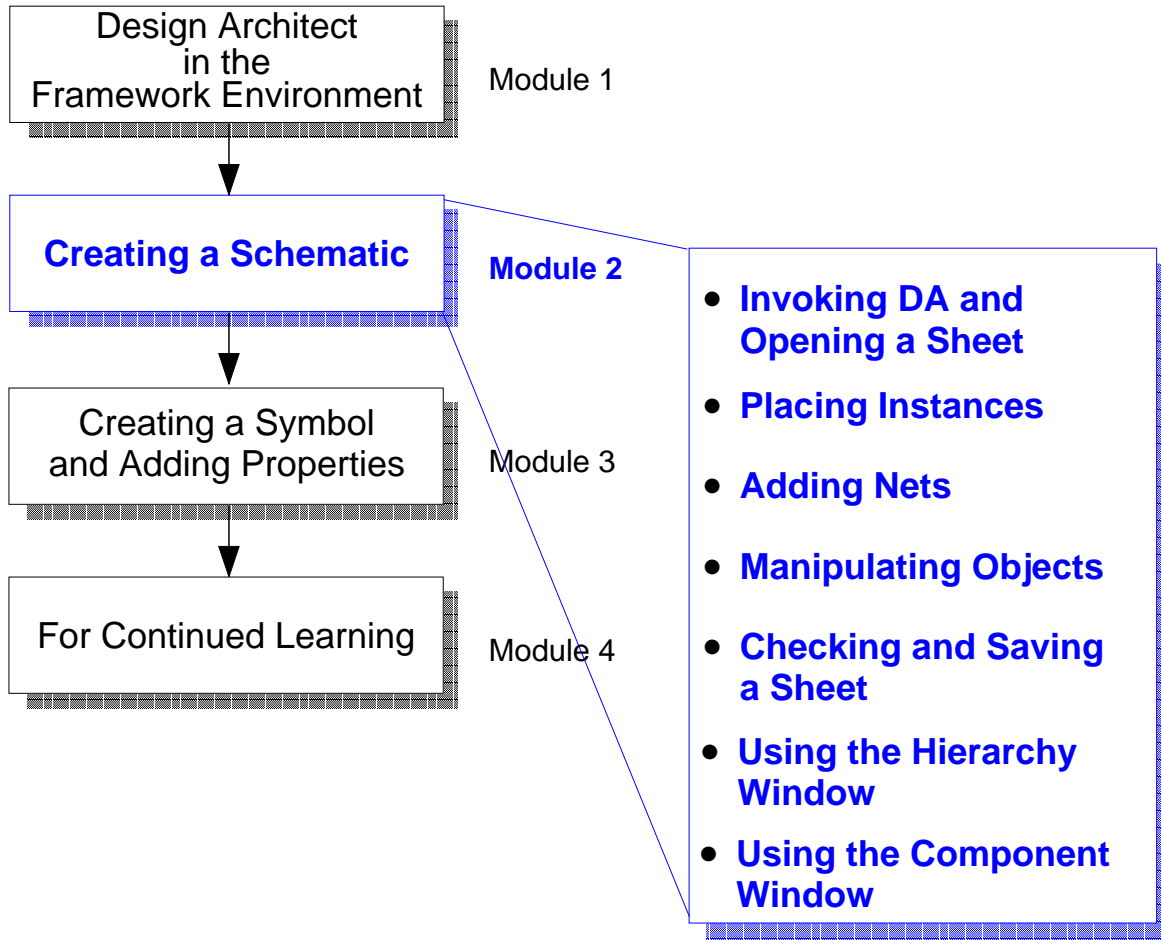 Design Architect
in the
Framework Environment
Module 1
Creating a Schematic
Module 2
Creating a Symbol
and Adding Properties
Module 3
For Continued Learning
Module 4
• Invoking DA and
Opening a Sheet
• Placing Instances
• Adding Nets
• Manipulating Objects
• Checking and Saving
a Sheet
• Using the Hierarchy
Window
• Using the Component
Window